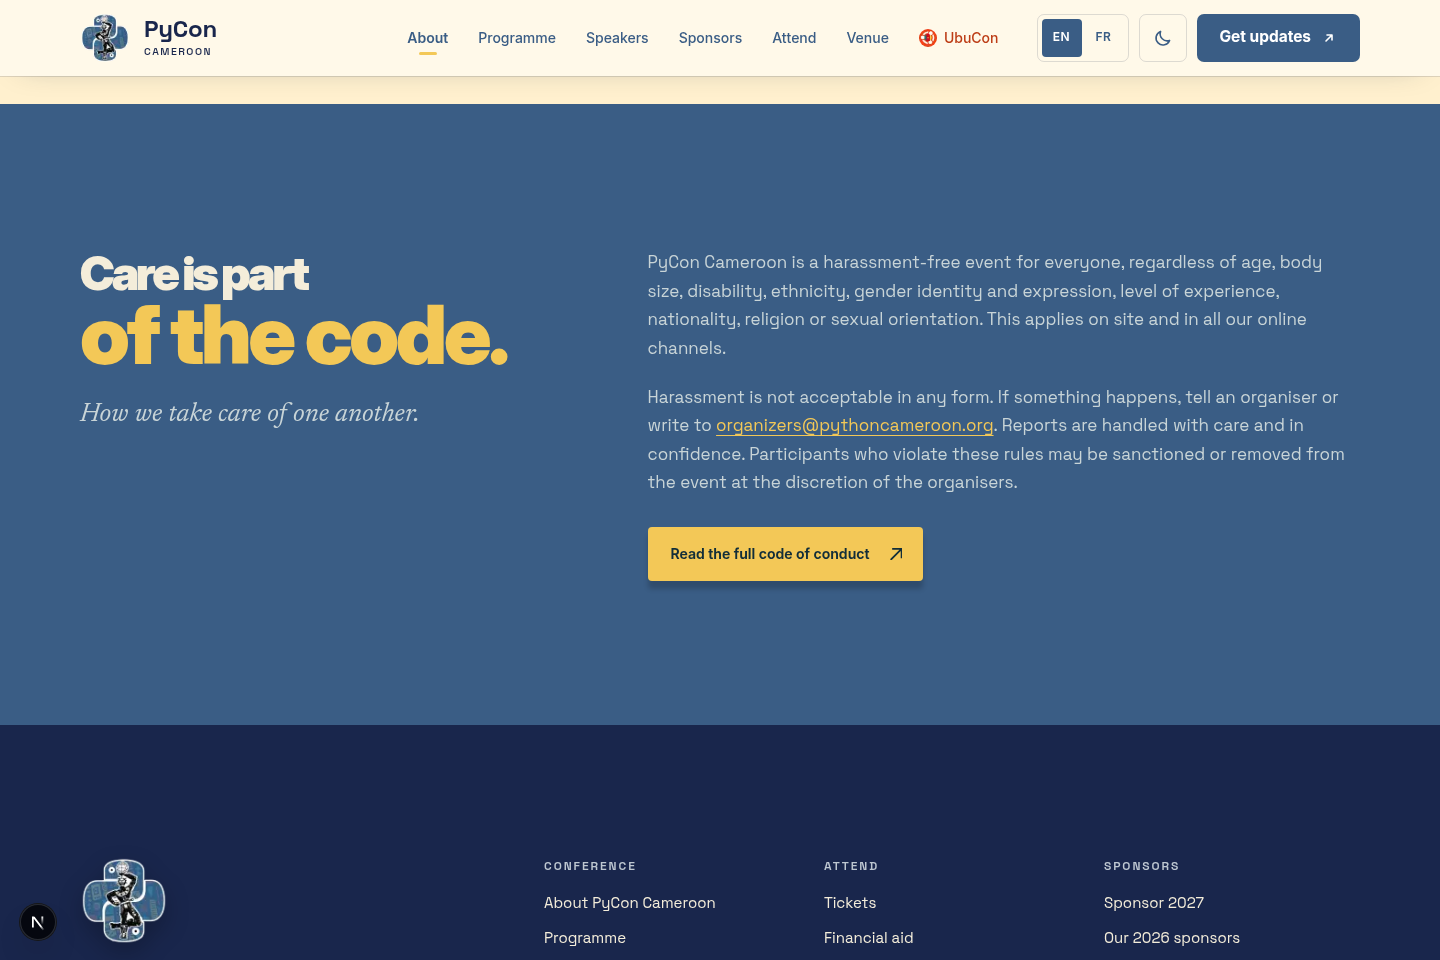 PyCon
CAMEROON
About
Programme
Speakers
Sponsors
Attend
Venue
UbuCon
EN
FR
Get updates
Care is part
of the code.
How we take care of one another.
PyCon Cameroon is a harassment-free event for everyone, regardless of age, body
size, disability, ethnicity, gender identity and expression, level of experience,
nationality, religion or sexual orientation. This applies on site and in all our online
channels.
Harassment is not acceptable in any form. If something happens, tell an organiser or
write to organizers@pythoncameroon.org. Reports are handled with care and in
confidence. Participants who violate these rules may be sanctioned or removed from
the event at the discretion of the organisers.
Read the full code of conduct
CONFERENCE
About PyCon Cameroon
Programme
ATTEND
Tickets
Financial aid
SPONSORS
Sponsor 2027
Our 2026 sponsors
N